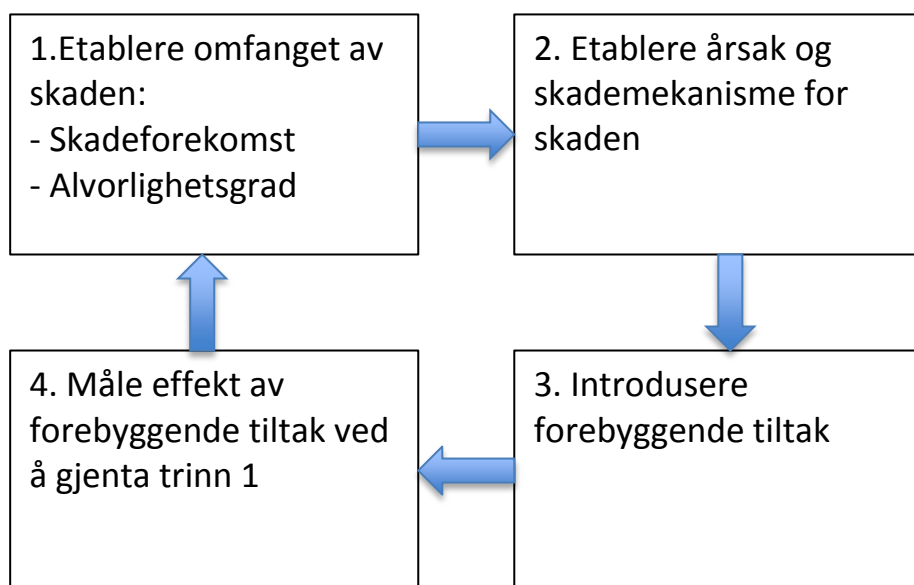 1.Etablere omfanget av
skaden:
- Skadeforekomst
- Alvorlighetsgrad
2. Etablere årsak og
skademekanisme for
skaden
3. Introdusere
forebyggende tiltak
4. Måle effekt av
forebyggende tiltak ved
å gjenta trinn 1